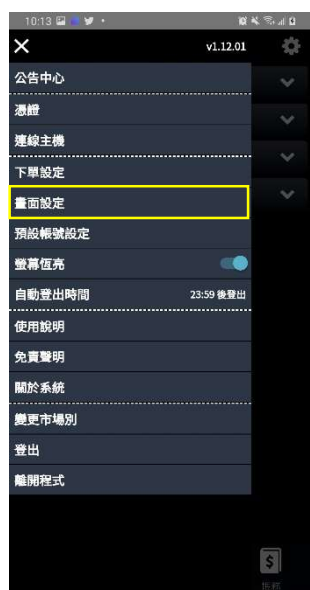 10:13
v1.12.01
公告中心
憑證
連線主機
下單設定
畫面設定
預設帳號設定
螢幕恆亮
自動登出時間 23:59 後登出
使用說明
免責聲明
關於系統
變更市場別
登出
離開程式
帳務